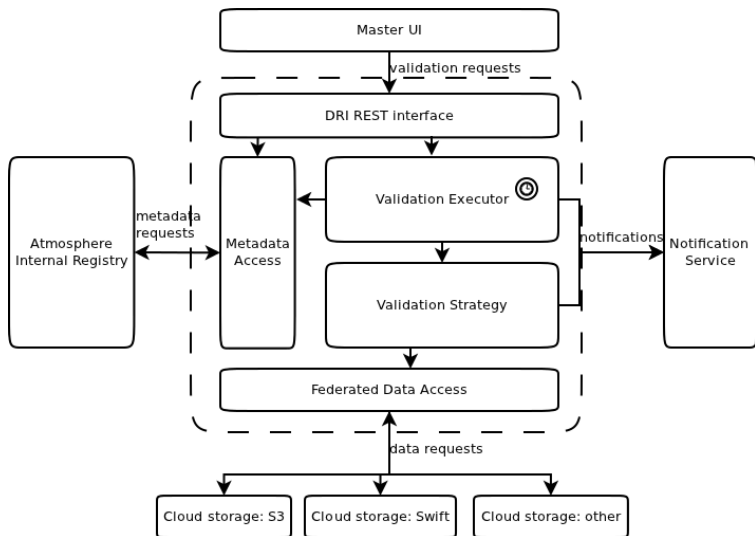 Master UI
validation requests
DRI REST interface
metadata
requests
Atmosphere
Internal Registry
Metadata
Access
Validation Executor
notifications
Notification
Service
Validation Strategy
Federated Data Access
data requests
Cloud storage: S3
Cloud storage: Swift
Cloud storage: other